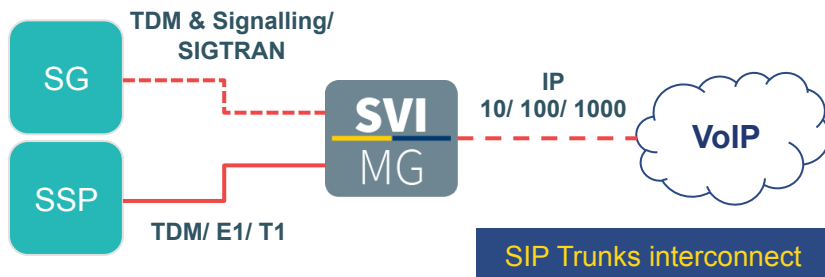 TDM & Signalling/
SIGTRAN
SG
SSP
TDM/ E1/ T1
SVI
MG
IP
10/ 100/ 1000
VoIP
SIP Trunks interconnect